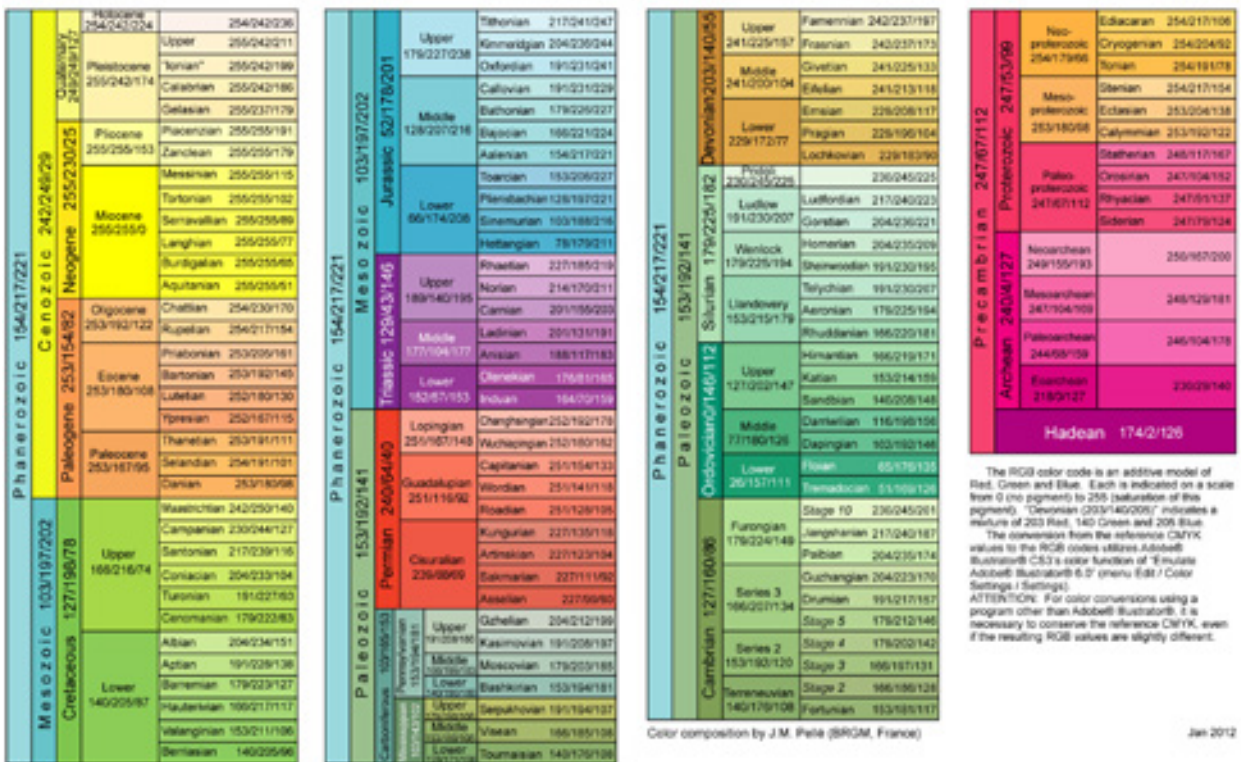 Phanerozoic 154/217/221
Cenozoic 242/249/29
Quaternary 249/249/127
Holocene
254/242/224
254/242/236
Pleistocene
255/242/174
Upper 255/242/211
"Ionian" 255/242/199
Calabrian 255/242/186
Gelasian 255/237/179
Neogene 255/230/25
Pliocene
255/255/153
Piacenzian 255/255/191
Zanclean 255/255/179
Miocene
255/255/0
Messinian 255/255/115
Tortonian 255/255/102
Serravallian 255/255/89
Langhian 255/255/77
Burdigalian 255/255/65
Aquitanian 255/255/51
Paleogene 253/154/82
Oligocene
253/192/122
Chattian 254/230/170
Rupelian 254/217/154
Eocene
253/180/108
Priabonian 253/205/161
Bartonian 253/192/145
Lutetian 252/180/130
Ypresian 252/167/115
Paleocene
253/167/95
Thanetian 253/191/111
Selandian 254/191/101
Danian 253/180/98
Mesozoic 103/197/202
Cretaceous 127/198/78
Upper
166/216/74
Maastrichtian 242/250/140
Campanian 230/244/127
Santonian 217/239/116
Coniacian 204/233/104
Turonian 191/227/93
Cenomanian 179/222/83
Lower
140/205/87
Albian 204/234/151
Aptian 191/228/138
Barremian 179/223/127
Hauterivian 166/217/117
Valanginian 153/211/106
Berriasian 140/205/96
Phanerozoic 154/217/221
Mesozoic 103/197/202
Jurassic 52/178/201
Upper
179/227/238
Tithonian 217/241/247
Kimmeridgian 204/236/244
Oxfordian 191/231/241
Middle
128/207/216
Callovian 191/231/229
Bathonian 179/226/227
Bajocian 166/221/224
Aalenian 154/217/221
Lower
66/174/208
Toarcian 153/206/227
Pliensbachian 128/197/221
Sinemurian 103/188/216
Hettangian 78/179/211
Triassic 129/43/146
Upper
189/140/195
Rhaetian 227/185/219
Norian 214/170/211
Carnian 201/155/203
Middle
177/104/177
Ladinian 201/131/191
Anisian 188/117/183
Lower
152/57/153
Olenekian 176/81/165
Induan 164/70/159
Paleozoic 153/192/141
Permian 240/64/40
Lopingian
251/167/148
Changhsingian 252/192/178
Wuchiapingian 252/180/162
Guadalupian
251/116/92
Capitanian 251/154/133
Wordian 251/141/118
Roadian 251/128/105
Cisuralian
239/88/69
Kungurian 227/135/118
Artinskian 227/123/104
Sakmarian 227/111/92
Asselian 227/99/80
Carboniferous 103/165/153
Pennsylvanian
153/194/181
Upper
Gzhelian 204/212/199
Kasimovian 191/208/197
Middle
Moscovian 179/203/185
Lower
Bashkirian 153/194/181
Mississippian
103/143/102
Upper
Serpukhovian 191/194/107
Middle
Visean 166/185/108
Lower
Tournaisian 140/176/108
Phanerozoic 154/217/221
Paleozoic 153/192/141
Devonian 203/140/55
Upper
241/225/157
Famennian 242/237/197
Frasnian 242/237/173
Middle
241/200/104
Givetian 241/225/133
Eifelian 241/213/118
Lower
229/172/77
Emsian 229/208/117
Pragian 229/196/104
Lochkovian 229/183/90
Silurian 179/225/182
Pridoli
230/245/225
230/245/225
Ludlow
191/230/207
Ludfordian 217/240/223
Gorstian 204/236/221
Wenlock
179/225/194
Homerian 204/235/209
Sheinwoodian 191/230/195
Llandovery
153/215/179
Telychian 191/230/207
Aeronian 179/225/194
Rhuddanian 166/220/181
Ordovician 0/146/112
Upper
127/202/147
Hirnantian 166/219/171
Katian 153/214/159
Sandbian 140/208/148
Middle
77/180/126
Darriwilian 116/198/156
Dapingian 102/192/146
Lower
26/157/111
Floian 65/176/135
Tremadocian 51/169/126
Cambrian 127/160/86
Furongian
179/224/149
Stage 10 230/245/201
Jiangshanian 217/240/187
Paibian 204/235/174
Series 3
166/207/134
Guzhangian 204/223/170
Drumian 191/217/157
Stage 5 179/212/146
Series 2
153/192/120
Stage 4 179/202/142
Stage 3 166/197/131
Terreneuvian
140/176/108
Stage 2 166/186/128
Fortunian 153/181/117
Color composition by J.M. Pellé (BRGM, France)
Precambrian 247/67/112
Proterozoic 247/53/99
Neo-
proterozoic
254/179/66
Ediacaran 254/217/106
Cryogenian 254/204/92
Tonian 254/191/78
Meso-
proterozoic
253/180/98
Stenian 254/217/154
Ectasian 253/204/138
Calymmian 253/192/122
Paleo-
proterozoic
247/67/112
Statherian 248/117/167
Orosirian 247/104/152
Rhyacian 247/91/137
Siderian 247/79/124
Archean 240/4/127
Neoarchean
249/155/193
250/167/200
Mesoarchean
247/104/169
248/129/181
Paleoarchean
244/68/159
246/104/178
Eoarchean
218/3/127
230/29/140
Hadean 174/2/126
The RGB color code is an additive model of
Red, Green and Blue. Each is indicated on a scale
from 0 (no pigment) to 255 (saturation of this
pigment). "Devonian (203/140/205)" indicates a
mixture of 203 Red, 140 Green and 205 Blue.
The conversion from the reference CMYK
values to the RGB codes utilizes Adobe®
Illustrator® CS3's color function of 'Emulate
Adobe® Illustrator® 6.0' (menu Edit / Color
Settings / Settings).
ATTENTION: For color conversions using a
program other than Adobe® Illustrator®, it is
necessary to conserve the reference CMYK, even
if the resulting RGB values are slightly different.
Jan 2012